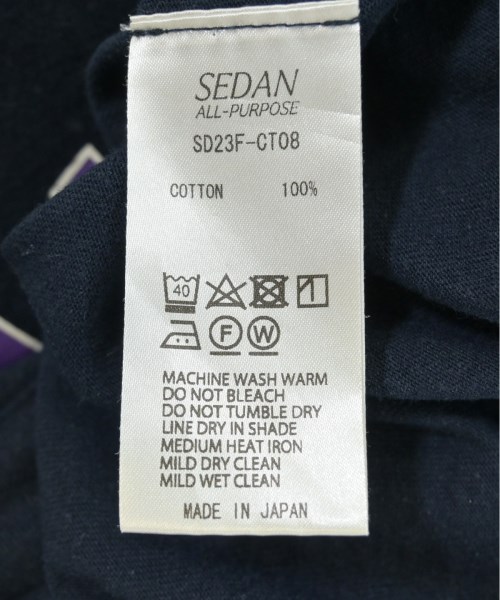 SEDAN
ALL-PURPOSE
SD23F-CT08
COTTON 100%
40
F W
MACHINE WASH WARM
DO NOT BLEACH
DO NOT TUMBLE DRY
LINE DRY IN SHADE
MEDIUM HEAT IRON
MILD DRY CLEAN
MILD WET CLEAN
MADE IN JAPAN